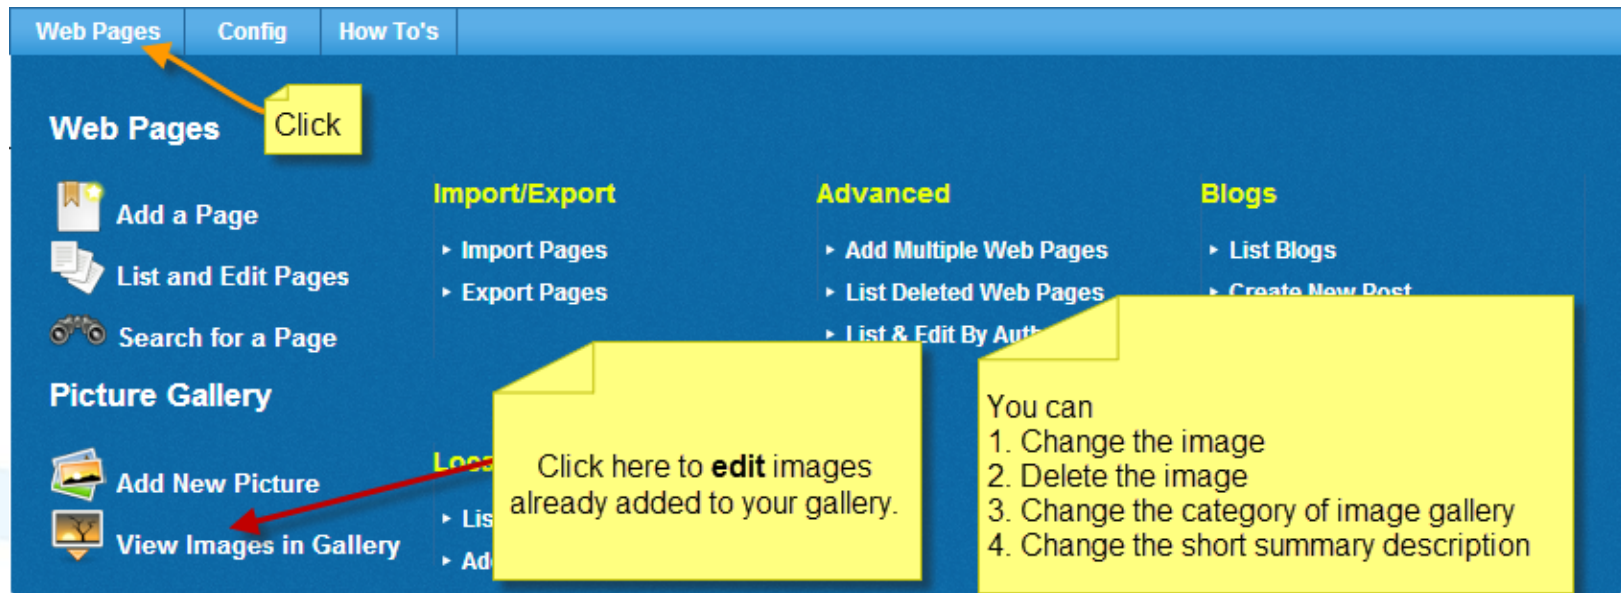 Web Pages
Config
How To's
Click
Web Pages
Add a Page
List and Edit Pages
Search for a Page
Import/Export
Import Pages
Export Pages
Advanced
Add Multiple Web Pages
List Deleted Web Pages
List & Edit By
Blogs
List Blogs
Create New Post
Picture Gallery
Add New Picture
View Images in Gallery
Click here to edit images
already added to your gallery.
You can
1. Change the image
2. Delete the image
3. Change the category of image gallery
4. Change the short summary description